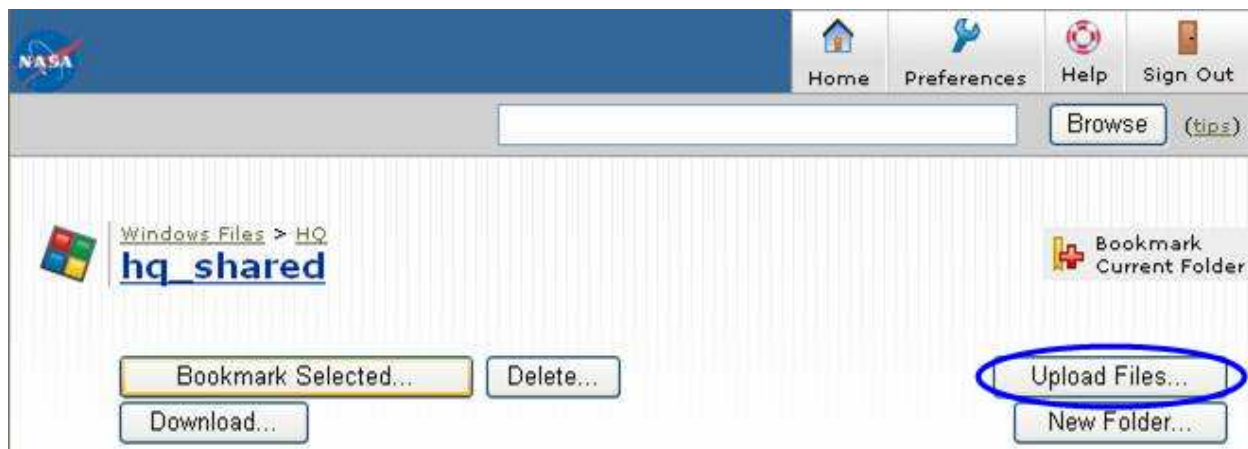 NASA
Home Preferences Help Sign Out
Browse (tips)
Windows Files > HQ
hq_shared
Bookmark
Current Folder
Bookmark Selected... Delete... Upload Files...
Download... New Folder...